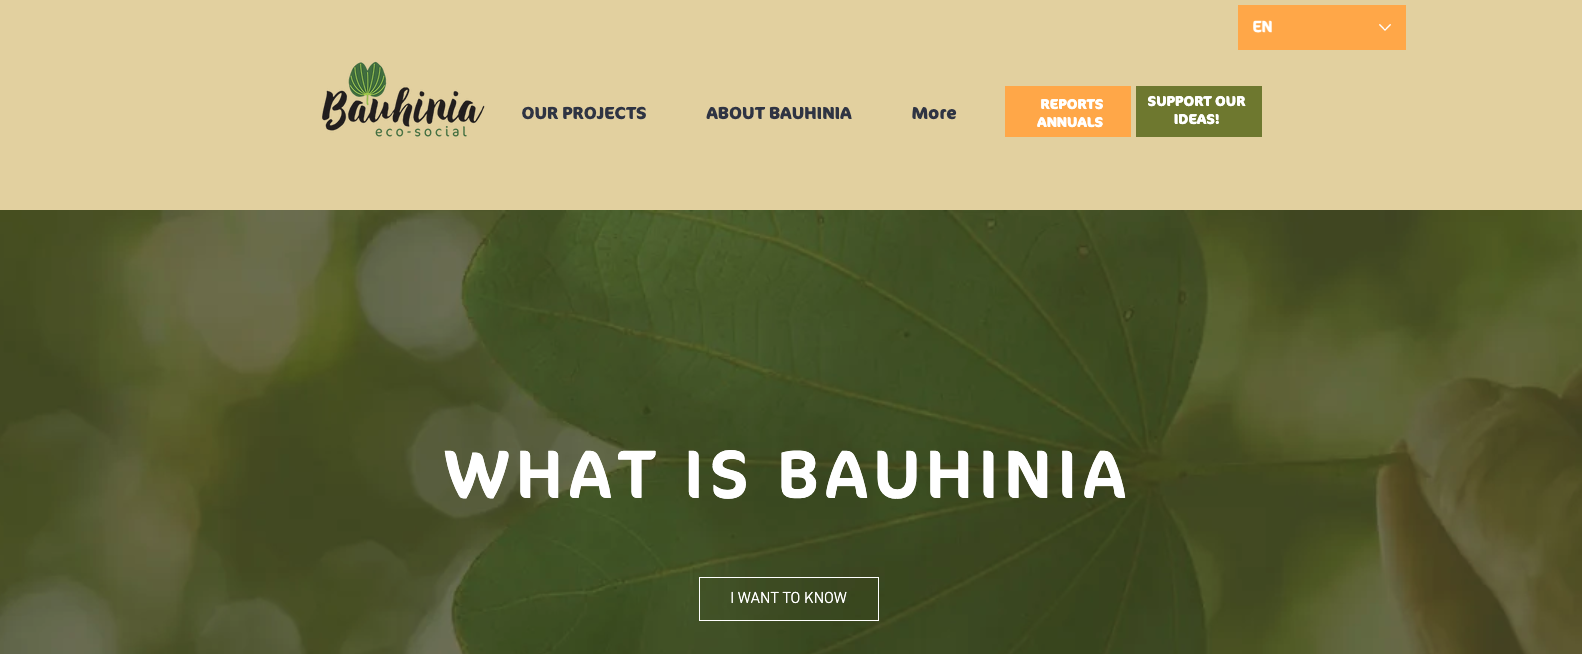 EN
Bauhinia
eco-social
OUR PROJECTS
ABOUT BAUHINIA
More
REPORTS
ANNUALS
SUPPORT OUR
IDEAS!
WHAT IS BAUHINIA
I WANT TO KNOW